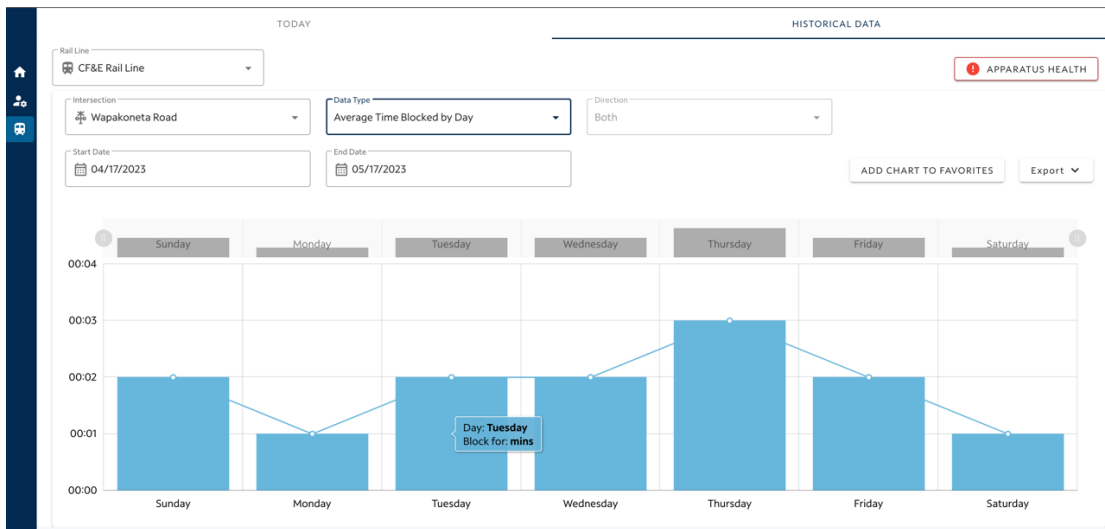 TODAY
HISTORICAL DATA
Rail Line
CF&E Rail Line
APPARATUS HEALTH
Intersection
Wapakoneta Road
Data Type
Average Time Blocked by Day
Direction
Both
Start Date
04/17/2023
End Date
05/17/2023
ADD CHART TO FAVORITES
Export
Sunday
Monday
Tuesday
Wednesday
Thursday
Friday
Saturday
00:04
00:03
00:02
00:01
00:00
Day: Tuesday
Block for: mins
Sunday
Monday
Tuesday
Wednesday
Thursday
Friday
Saturday